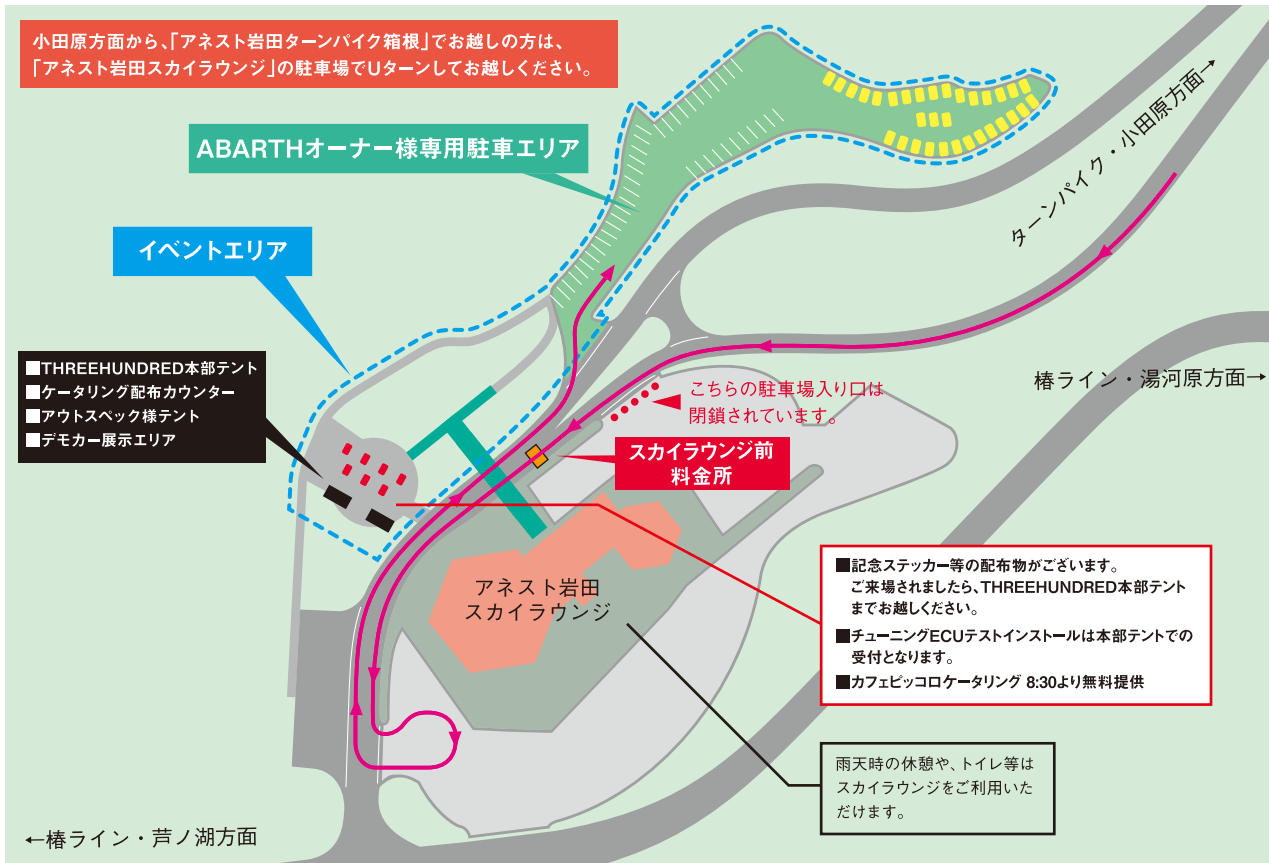 小田原方面から、「アネスト岩田ターンパイク箱根」でお越しの方は、
「アネスト岩田スカイラウンジ」の駐車場でUターンしてお越しください。
ABARTHオーナー様専用駐車エリア
ターンパイク・小田原方面→
イベントエリア
■THREEHUNDRED本部テント
■ケータリング配布カウンター
■アウトスペック様テント
■デモカー展示エリア
椿ライン・湯河原方面→
こちらの駐車場入り口は
閉鎖されています。
スカイラウンジ前
料金所
アネスト岩田
スカイラウンジ
■記念ステッカー等の配布物がございます。
ご来場されましたら、THREEHUNDRED本部テント
までお越しください。
■チューニングECUテストインストールは本部テントでの
受付となります。
■カフェピッコロケータリング 8:30より無料提供
雨天時の休憩や、トイレ等は
スカイラウンジをご利用いた
だけます。
←椿ライン・芦ノ湖方面